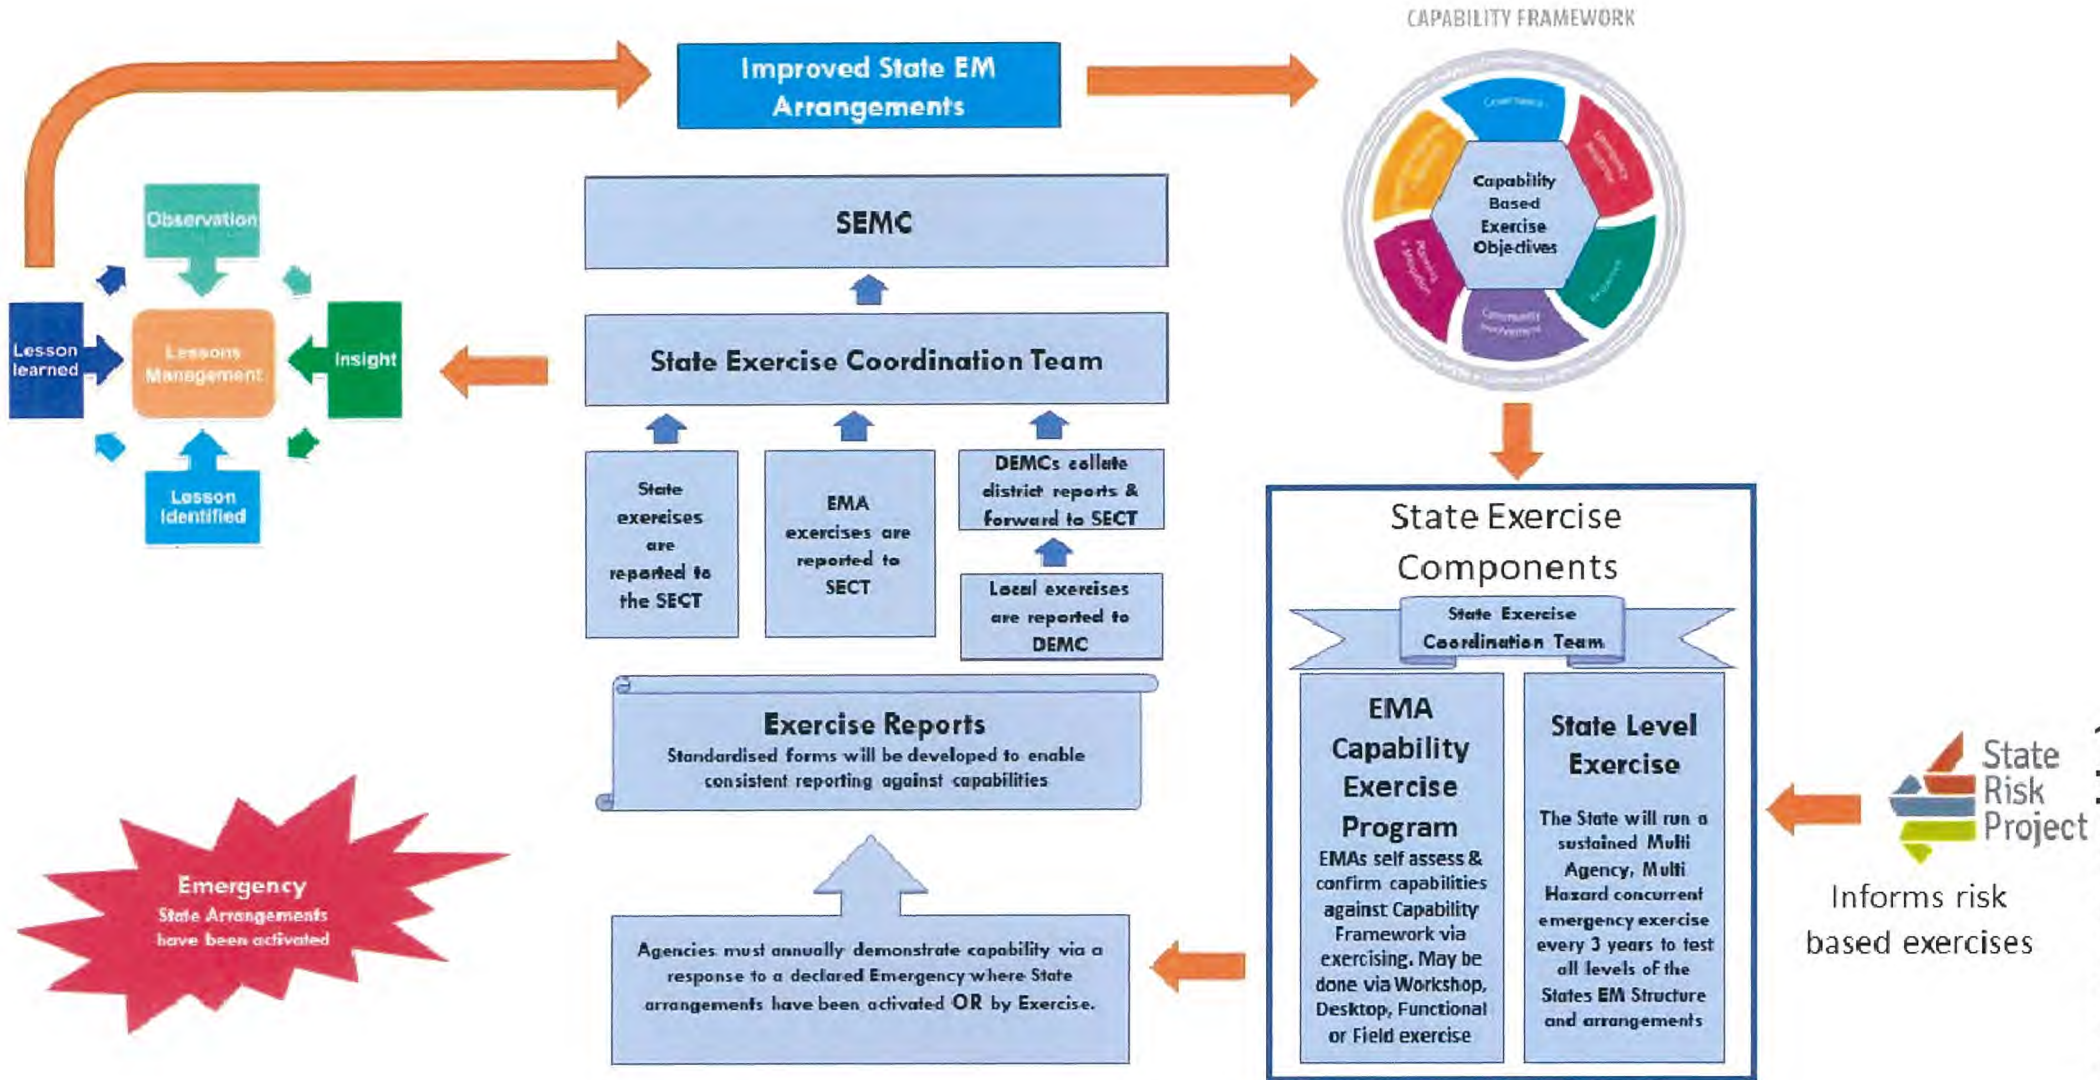 CAPABILITY FRAMEWORK
Improved State EM
Arrangements
Capability
Based
Exercise
Objectives
Planning
+ Mitigation
Community
Involvement
Observation
Lesson
learned
Lessons
Management
Insight
Lesson
Identified
SEMC
State Exercise Coordination Team
State
exercises
are
reported to
the SECT
EMA
exercises are
reported to
SECT
DEMCs collate
district reports &
forward to SECT
Local exercises
are reported to
DEMC
Exercise Reports
Standardised forms will be developed to enable
consistent reporting against capabilities
Emergency
State Arrangements
have been activated
Agencies must annually demonstrate capability via a
response to a declared Emergency where State
arrangements have been activated OR by Exercise.
State Exercise
Components
State Exercise
Coordination Team
EMA
Capability
Exercise
Program
EMAs self assess &
confirm capabilities
against Capability
Framework via
exercising. May be
done via Workshop,
Desktop, Functional
or Field exercise
State Level
Exercise
The State will run a
sustained Multi
Agency, Multi
Hazard concurrent
emergency exercise
every 3 years to test
all levels of the
States EM Structure
and arrangements
State
Risk
Project
Informs risk
based exercises